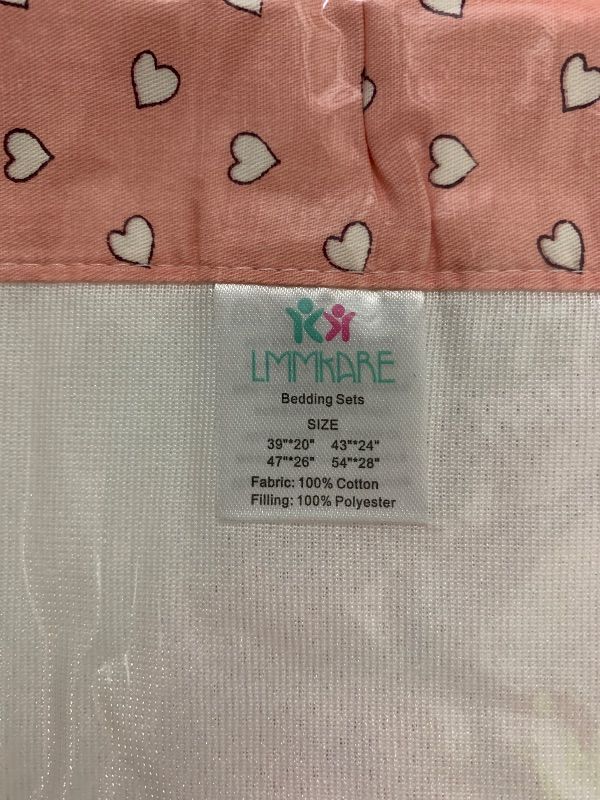 LMMKARE
Bedding Sets
SIZE
39"*20" 43"*24"
47"*26" 54"*28"
Fabric: 100% Cotton
Filling: 100% Polyester